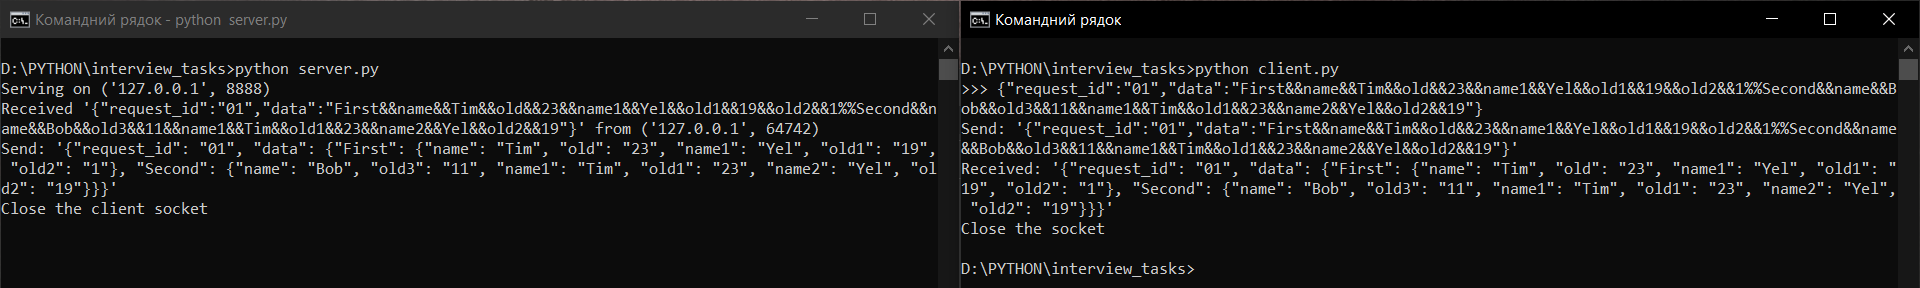 Командний рядок - python  server.py
D:\PYTHON\interview_tasks>python server.py
Serving on ('127.0.0.1', 8888)
Received '{"request_id":"01","data":"First&&name&&Tim&&old&&23&&name1&&Yel&&old1&&19&&old2&&1%%Second&&n
ame&&Bob&&old3&&11&&name1&&Tim&&old1&&23&&name2&&Yel&&old2&&19"}' from ('127.0.0.1', 64742)
Send: '{"request_id": "01", "data": {"First": {"name": "Tim", "old": "23", "name1": "Yel", "old1": "19",
 "old2": "1"}, "Second": {"name": "Bob", "old3": "11", "name1": "Tim", "old1": "23", "name2": "Yel", "ol
d2": "19"}}}'
Close the client socket
Командний рядок
D:\PYTHON\interview_tasks>python client.py
>>> {"request_id":"01","data":"First&&name&&Tim&&old&&23&&name1&&Yel&&old1&&19&&old2&&1%%Second&&name&&B
ob&&old3&&11&&name1&&Tim&&old1&&23&&name2&&Yel&&old2&&19"}
Send: '{"request_id":"01","data":"First&&name&&Tim&&old&&23&&name1&&Yel&&old1&&19&&old2&&1%%Second&&name
&&Bob&&old3&&11&&name1&&Tim&&old1&&23&&name2&&Yel&&old2&&19"}'
Received: '{"request_id": "01", "data": {"First": {"name": "Tim", "old": "23", "name1": "Yel", "old1": "
19", "old2": "1"}, "Second": {"name": "Bob", "old3": "11", "name1": "Tim", "old1": "23", "name2": "Yel",
 "old2": "19"}}}'
Close the socket
D:\PYTHON\interview_tasks>